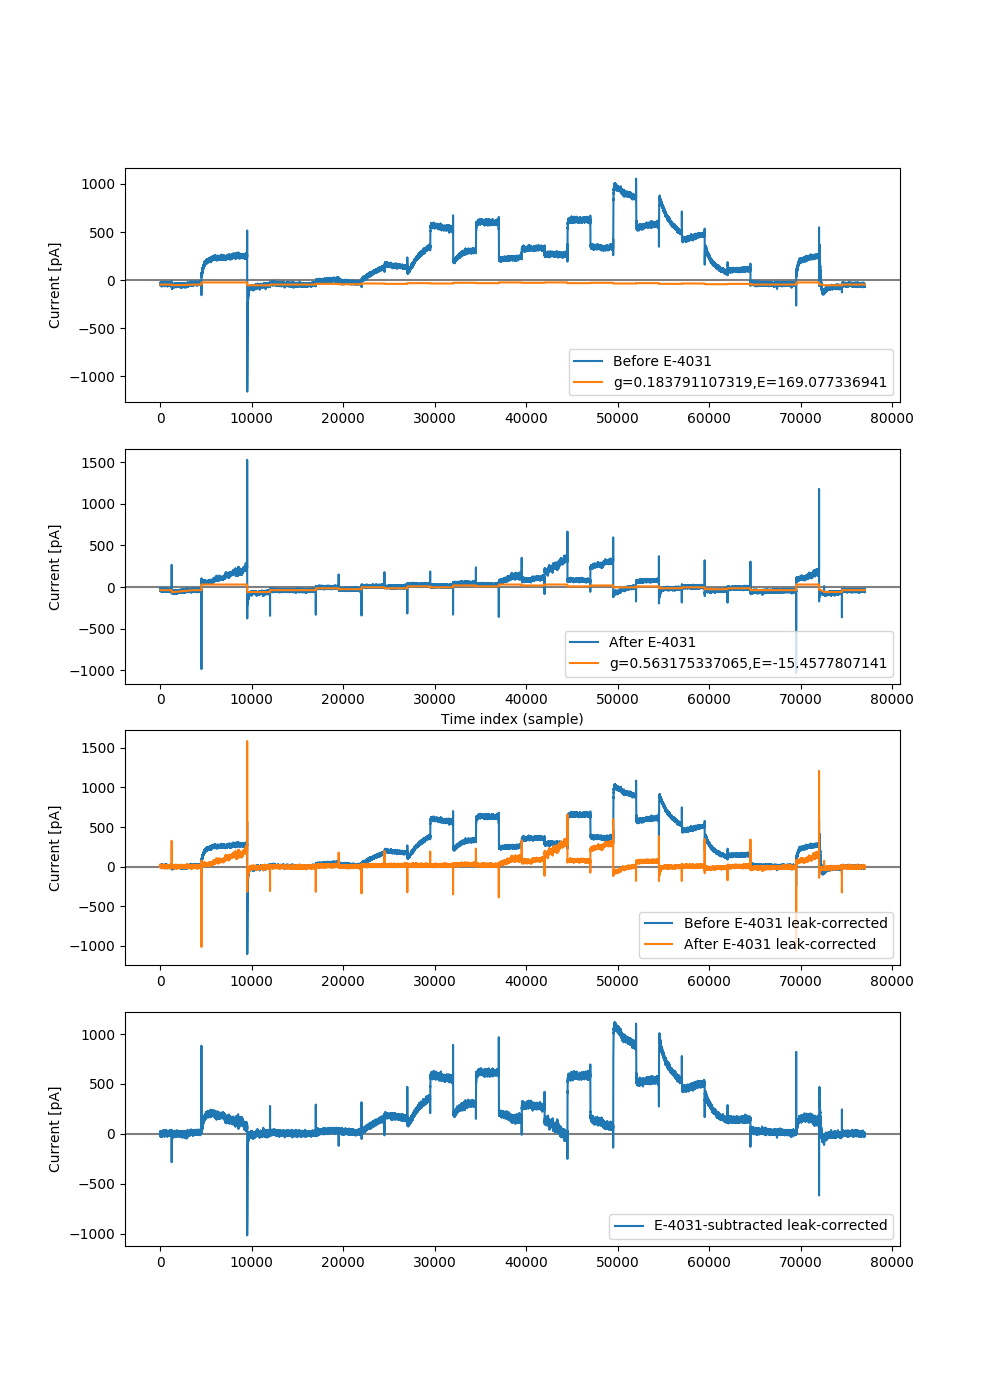 1000
500
0
−500
−1000
Current [pA]
Before E-4031
g=0.183791107319,E=169.077336941
0 10000 20000 30000 40000 50000 60000 70000 80000
1500
1000
500
0
−500
−1000
Current [pA]
After E-4031
g=0.563175337065,E=-15.4577807141
0 10000 20000 30000 40000 50000 60000 70000 80000
Time index (sample)
1500
1000
500
0
−500
−1000
Current [pA]
Before E-4031 leak-corrected
After E-4031 leak-corrected
0 10000 20000 30000 40000 50000 60000 70000 80000
1000
500
0
−500
−1000
Current [pA]
E-4031-subtracted leak-corrected
0 10000 20000 30000 40000 50000 60000 70000 80000